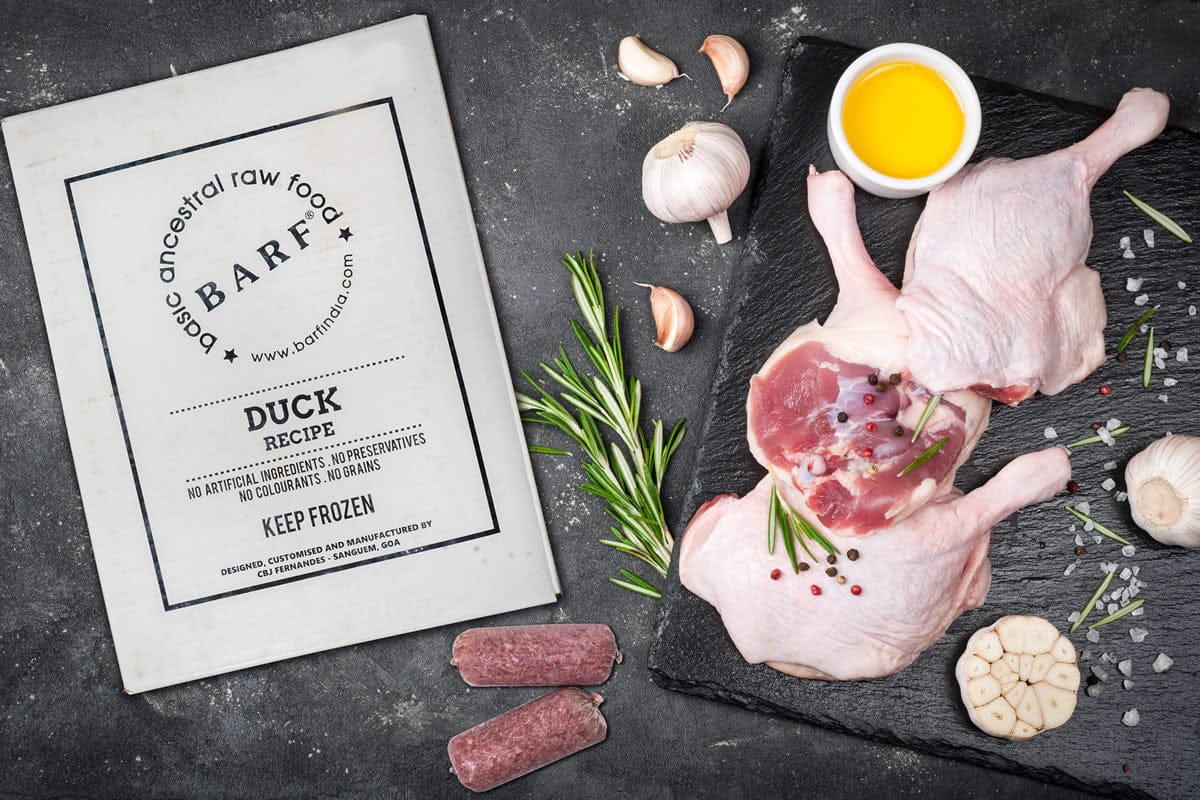 basic ancestral raw food
BARF®
www.barfindia.com
DUCK
RECIPE
NO ARTIFICIAL INGREDIENTS . NO PRESERVATIVES
NO COLOURANTS . NO GRAINS
KEEP FROZEN
DESIGNED, CUSTOMISED AND MANUFACTURED BY
CBJ FERNANDES - SANGUEM, GOA